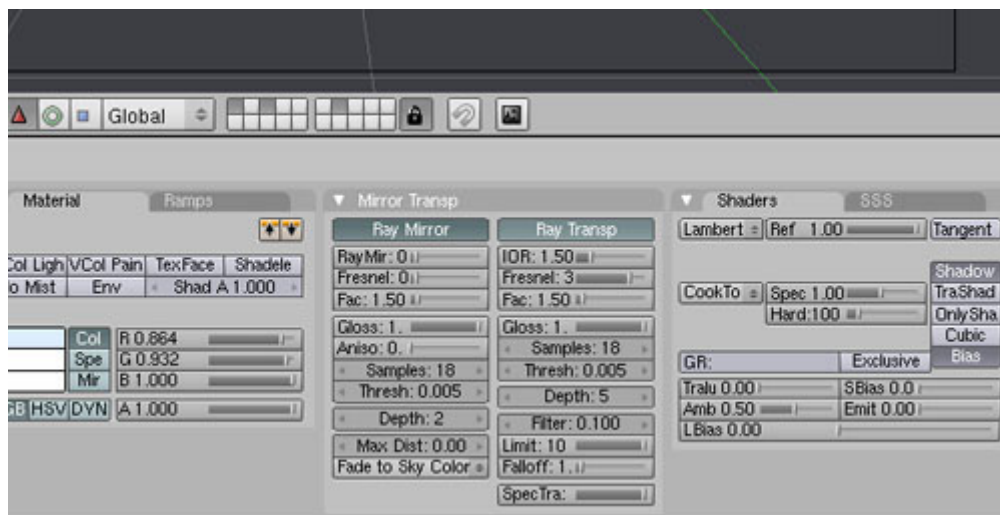 Global
Material
Ramps
Col Ligh VCol Pain TexFace Shadele
o Mist Env Shad A 1.000
Col R 0.864
Spe G 0.932
Mir B 1.000
GB HSV DYN A 1.000
Mirror Transp
Ray Mirror
RayMir: 0
Fresnel: 0
Fac: 1.50
Gloss: 1.
Aniso: 0.
Samples: 18
Thresh: 0.005
Depth: 2
Max Dist: 0.00
Fade to Sky Color
Ray Transp
IOR: 1.50
Fresnel: 3
Fac: 1.50
Gloss: 1.
Samples: 18
Thresh: 0.005
Depth: 5
Filter: 0.100
Limit: 10
Falloff: 1.
SpecTra:
Shaders
SSS
Lambert Ref 1.00 Tangent
Shadow
CookTo Spec 1.00 TraShad
Hard:100 OnlySha
Cubic
GR: Exclusive Bias
Tralu 0.00 SBias 0.0
Amb 0.50 Emit 0.00
LBias 0.00